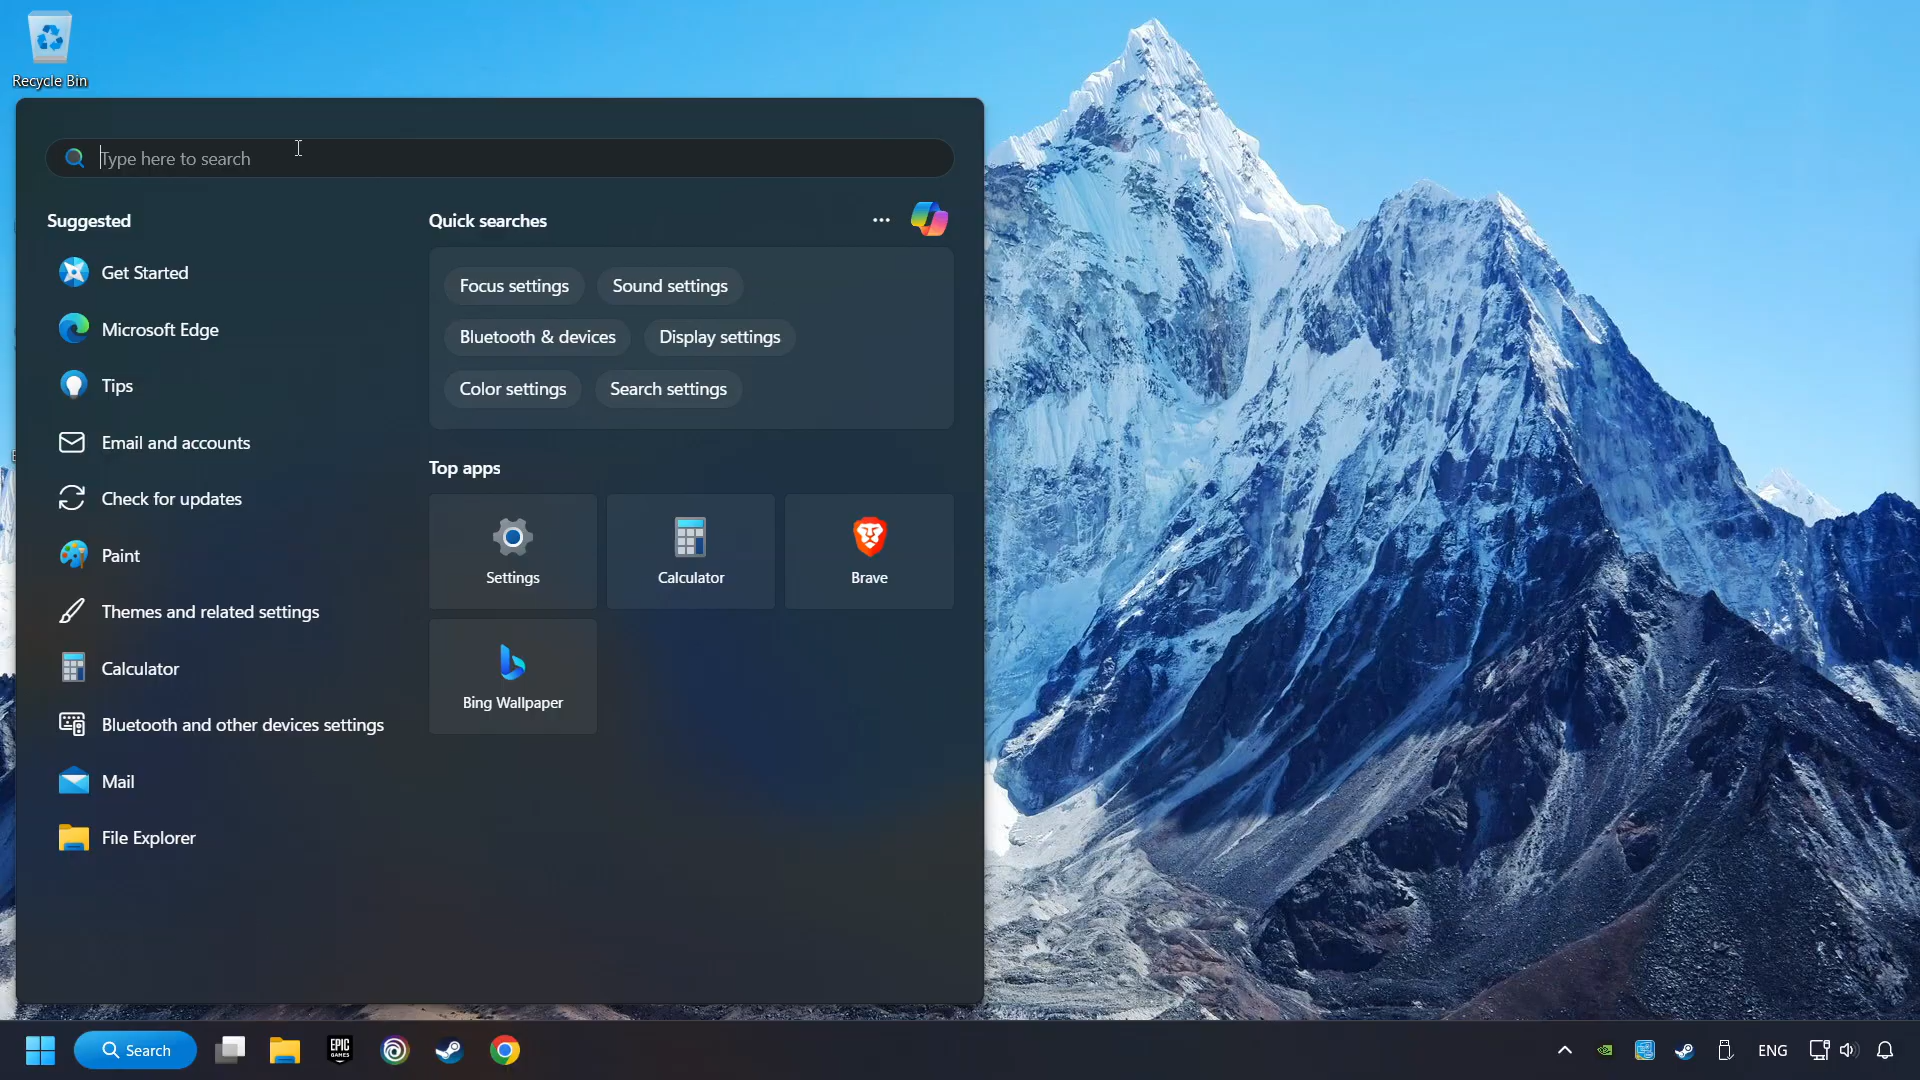 Recycle Bin
Type here to search
Suggested
Get Started
Microsoft Edge
Tips
Email and accounts
Check for updates
Paint
Themes and related settings
Calculator
Bluetooth and other devices settings
Mail
File Explorer
Quick searches
Focus settings
Sound settings
Bluetooth & devices
Display settings
Color settings
Search settings
Top apps
Settings
Calculator
Brave
Bing Wallpaper
Search
EPIC
GAMES
ENG